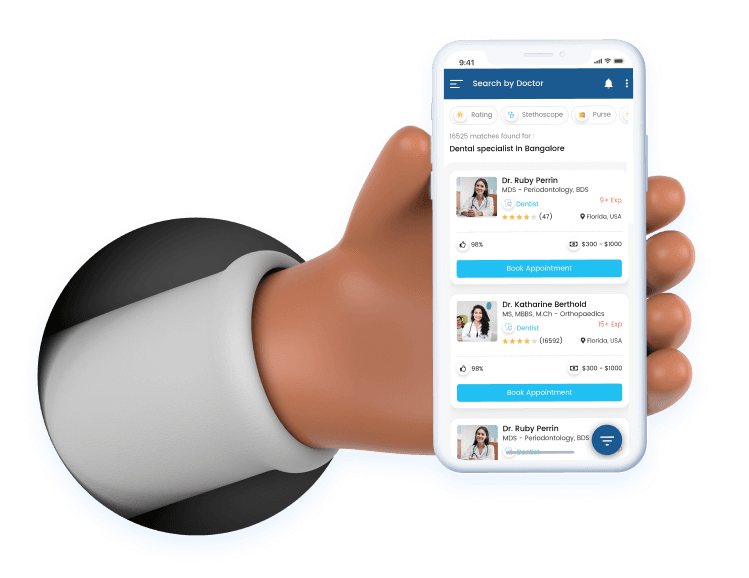 9:41
Search by Doctor
Rating Stethoscope Purse
16525 matches found for :
Dental specialist in Bangalore
Dr. Ruby Perrin
MDS - Periodontology, BDS
9+ Exp
Dentist
(47) Florida, USA
98% $300 - $1000
Book Appointment
Dr. Katharine Berthold
MS, MBBS, M.Ch - Orthopaedics
15+ Exp
Dentist
(16592) Florida, USA
98% $300 - $1000
Book Appointment
Dr. Ruby Perrin
MDS - Periodontology, BDS
Dentist